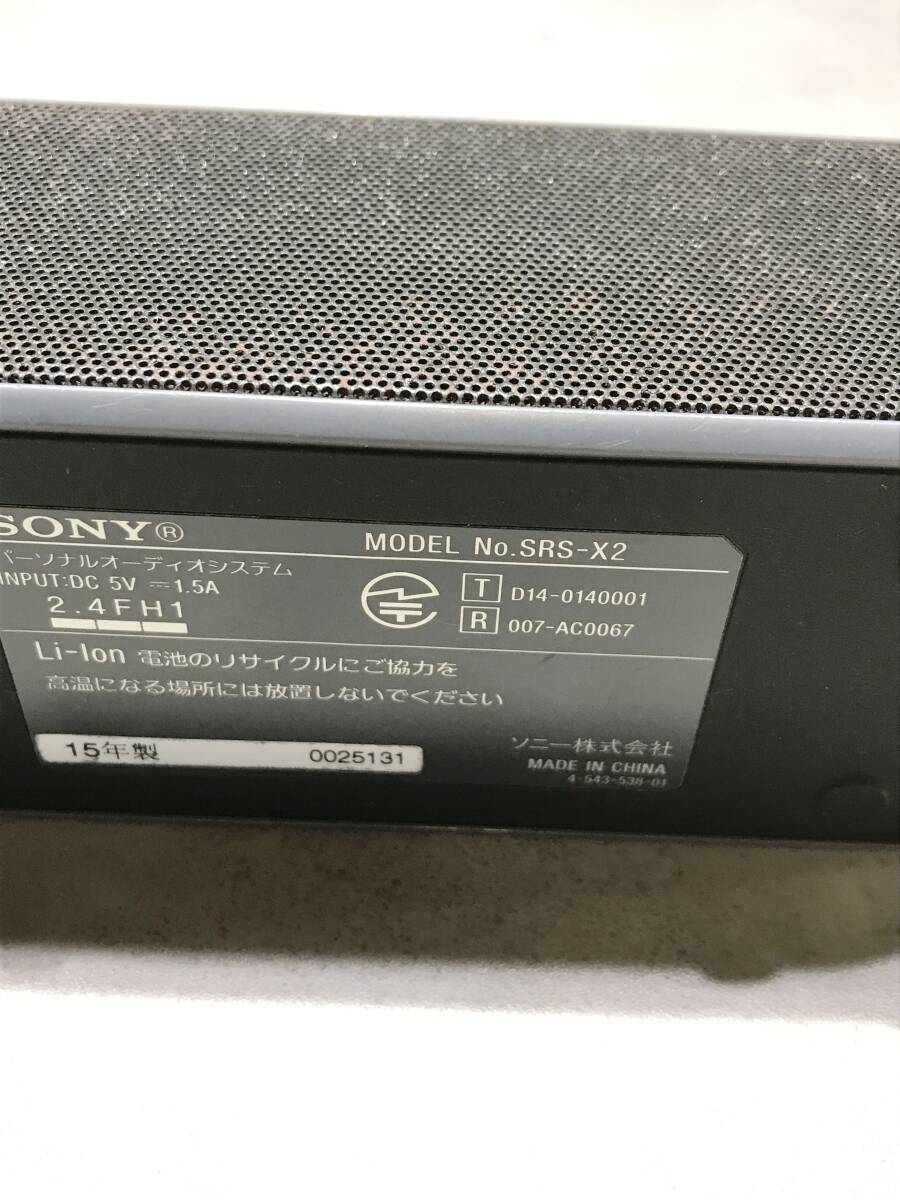 SONY®
MODEL No.SRS-X2
パーソナルオーディオシステム
INPUT:DC 5V ⎓1.5A
2.4FH1
T D14-0140001
R 007-AC0067
Li-Ion 電池のリサイクルにご協力を
高温になる場所には放置しないでください
15年製 0025131
ソニー株式会社
MADE IN CHINA
4-543-538-01